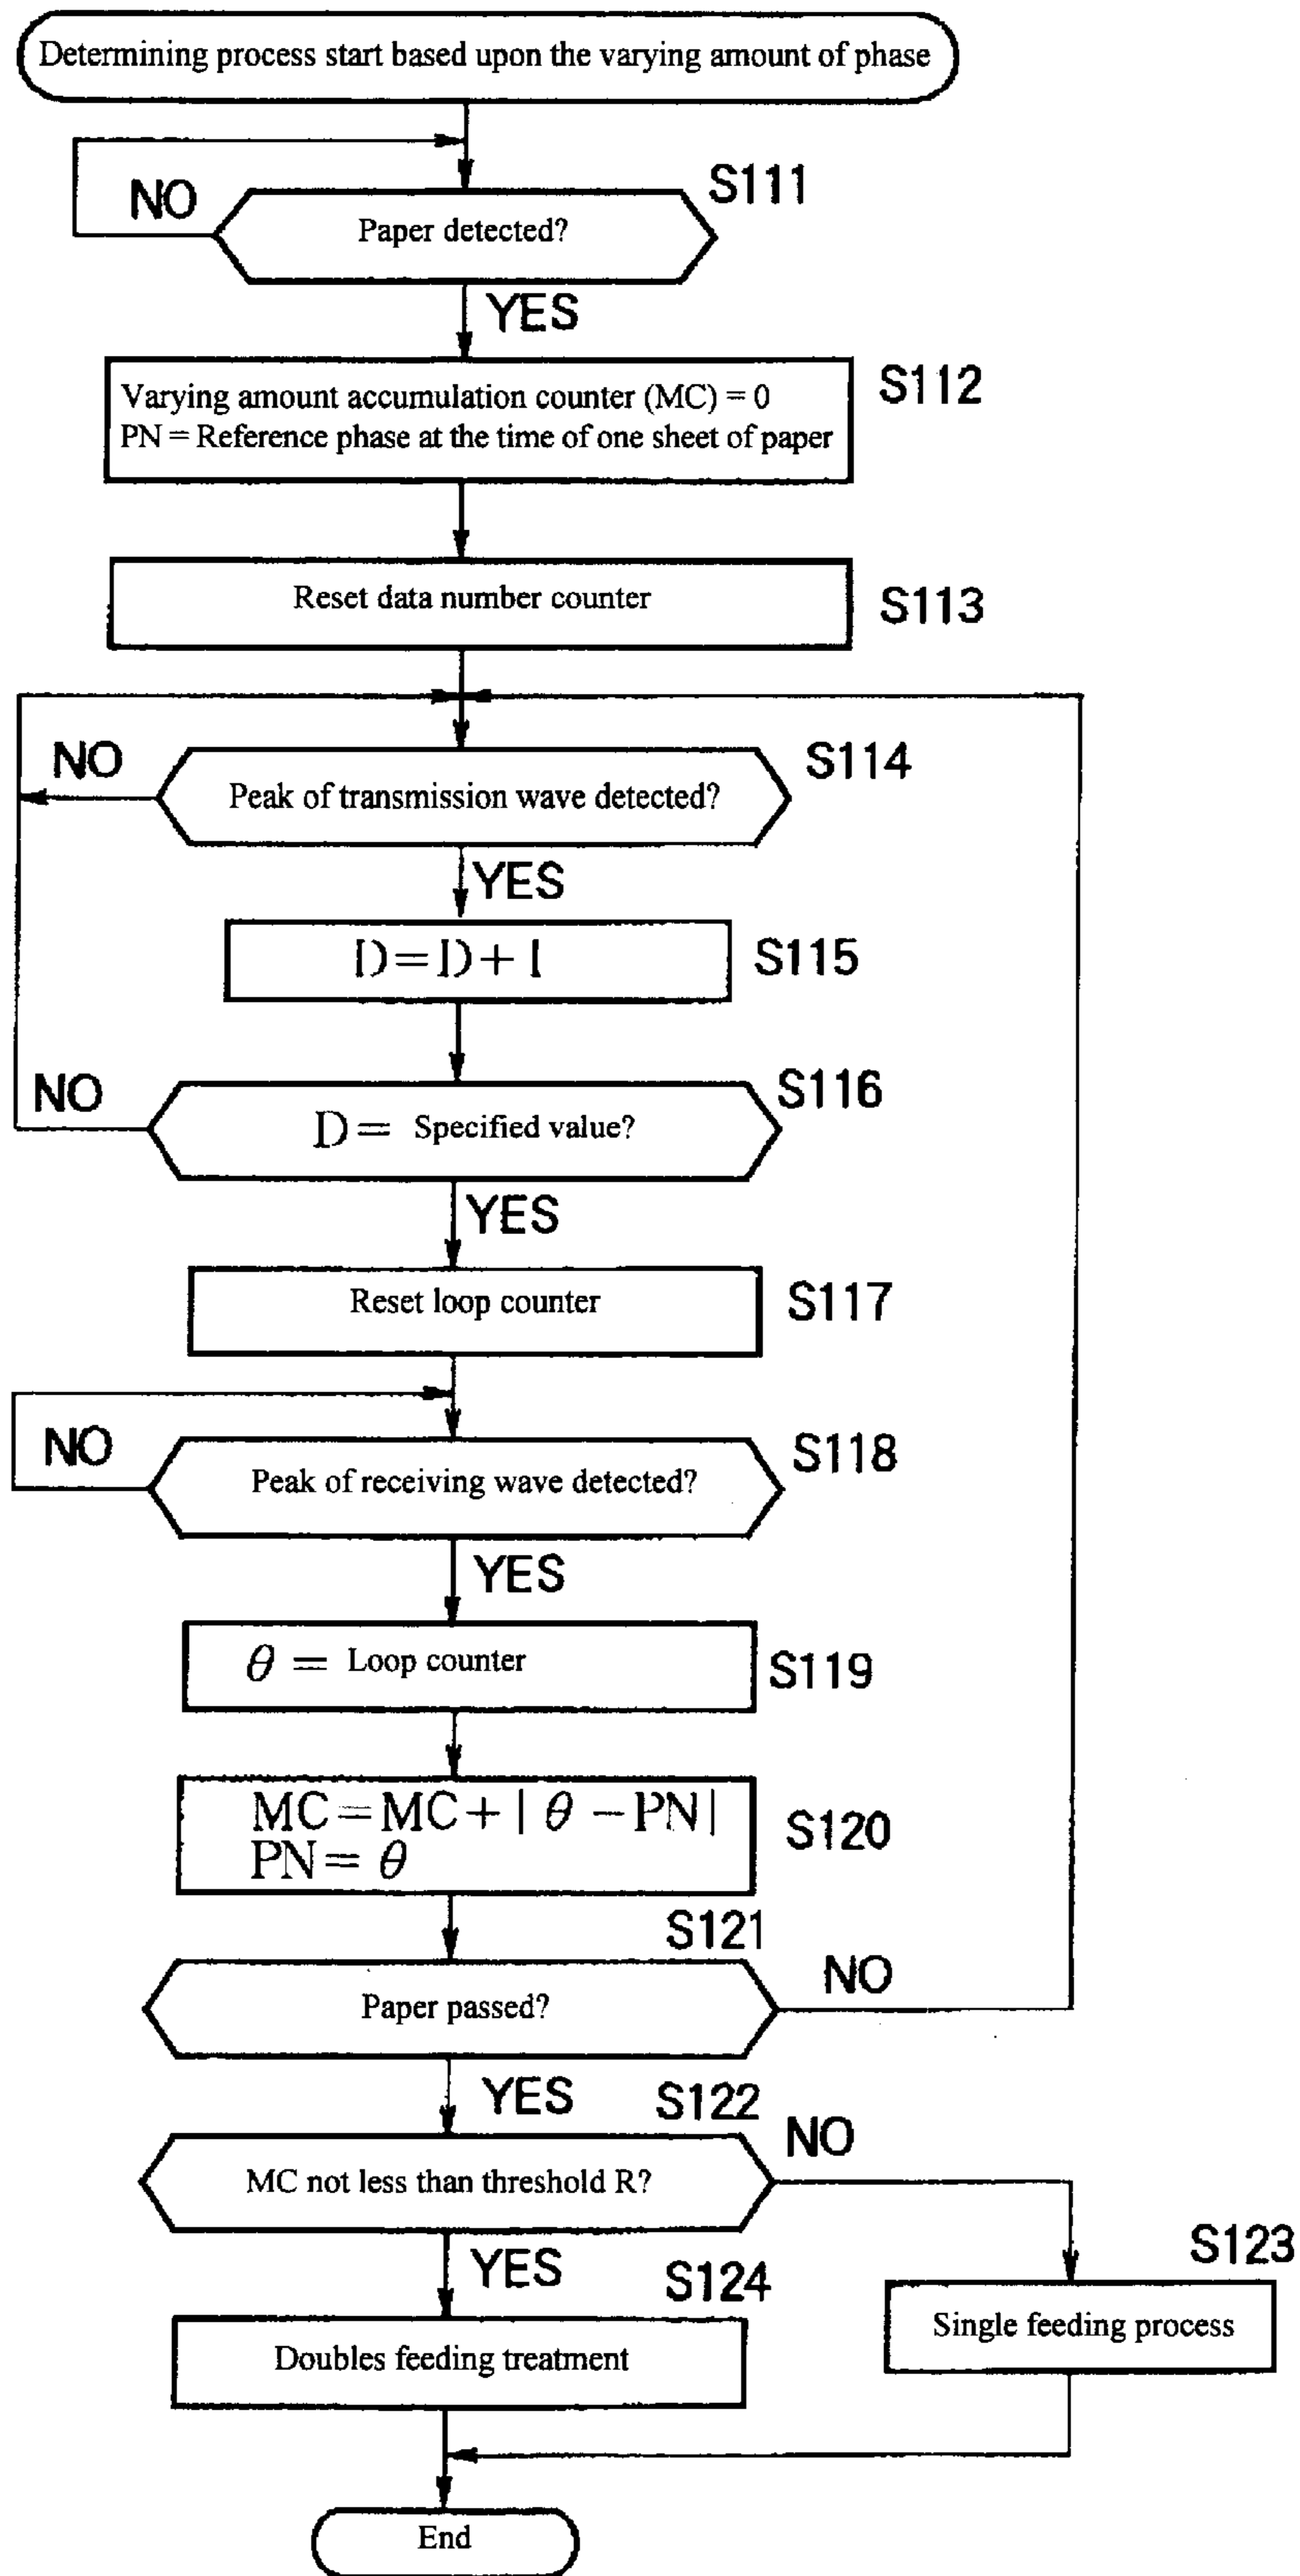 Determining process start based upon the varying amount of phase
NO
S111
Paper detected?
YES
S112
Varying amount accumulation counter (MC) = 0
PN = Reference phase at the time of one sheet of paper
Reset data number counter
S113
NO
S114
Peak of transmission wave detected?
YES
D=D+1
S115
NO
S116
D= Specified value?
YES
Reset loop counter
S117
NO
S118
Peak of receiving wave detected?
YES
θ = Loop counter
S119
MC=MC+| θ -PN|
PN= θ
S120
S121
NO
Paper passed?
YES
S122
NO
MC not less than threshold R?
YES
S124
S123
Single feeding process
Doubles feeding treatment
End